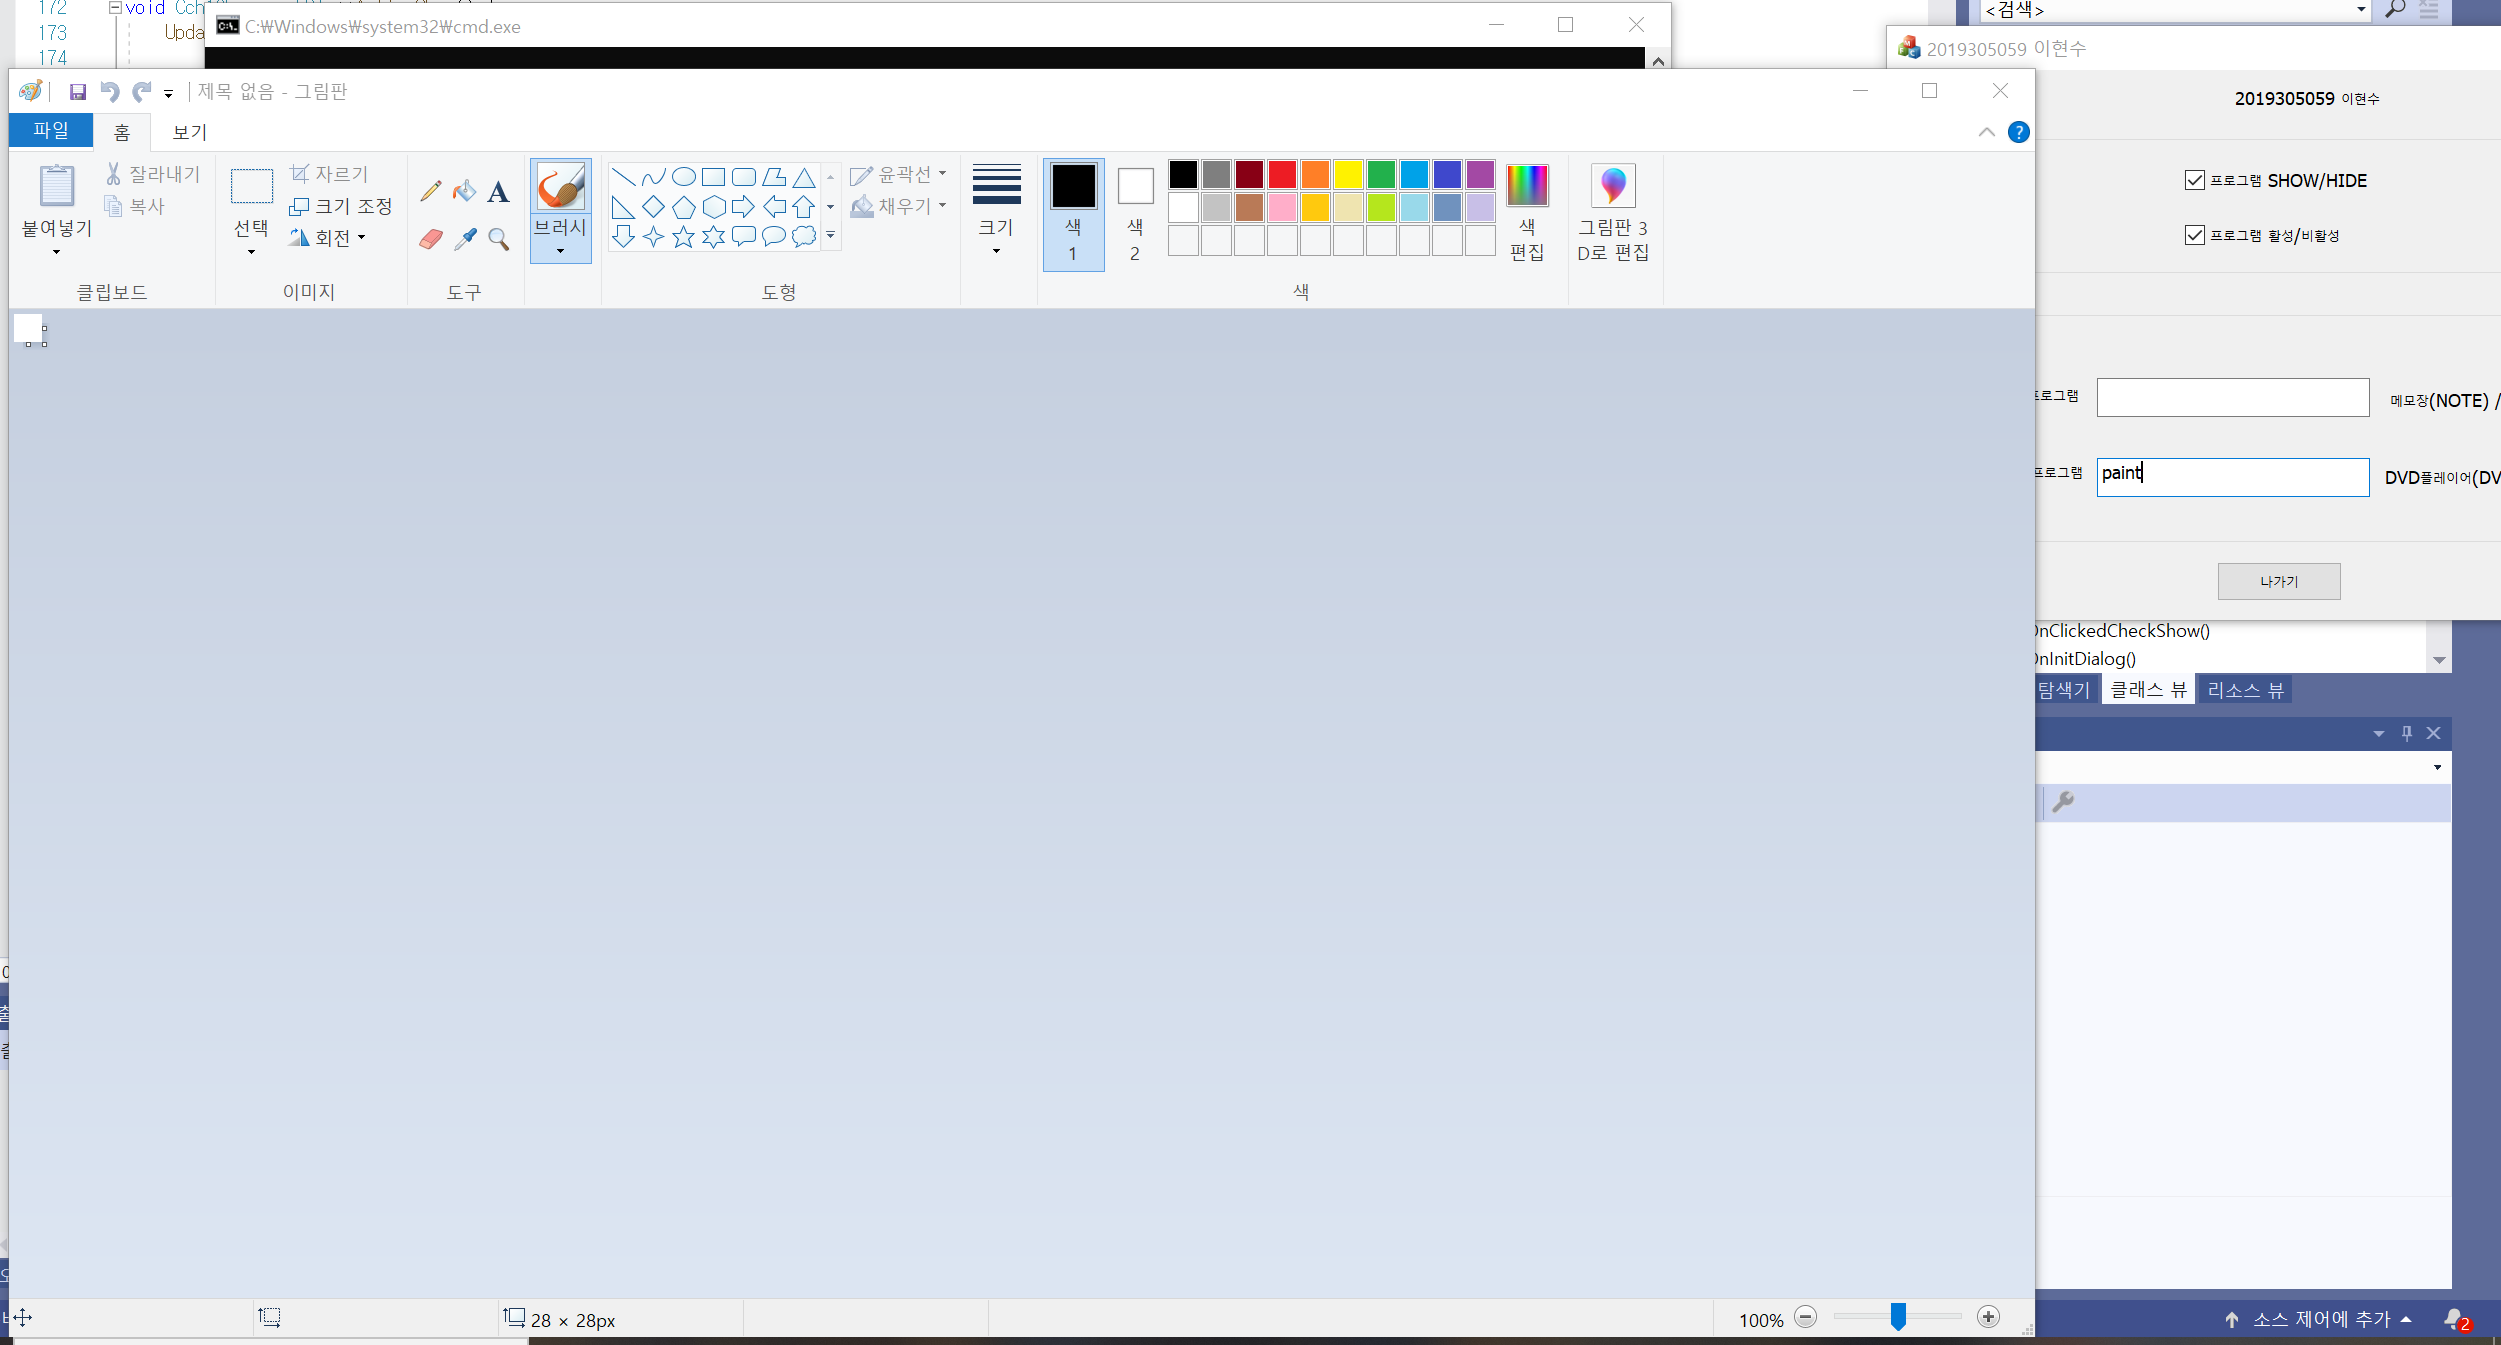 172
void Cch
173
Upda
174
C:₩Windows₩system32₩cmd.exe
<검색>
2019305059 이현수
제목 없음 - 그림판
파일
홈
보기
붙여넣기
잘라내기
복사
클립보드
선택
자르기
크기 조정
회전
이미지
A
도구
브러시
윤곽선
채우기
도형
크기
색
1
색
2
색
편집
색
그림판 3
D로 편집
2019305059 이현수
프로그램 SHOW/HIDE
프로그램 활성/비활성
프로그램
메모장(NOTE) /
프로그램
paint
DVD플레이어(DV
나가기
OnClickedCheckShow()
OnInitDialog()
탐색기
클래스 뷰
리소스 뷰
28 × 28px
100%
소스 제어에 추가
2